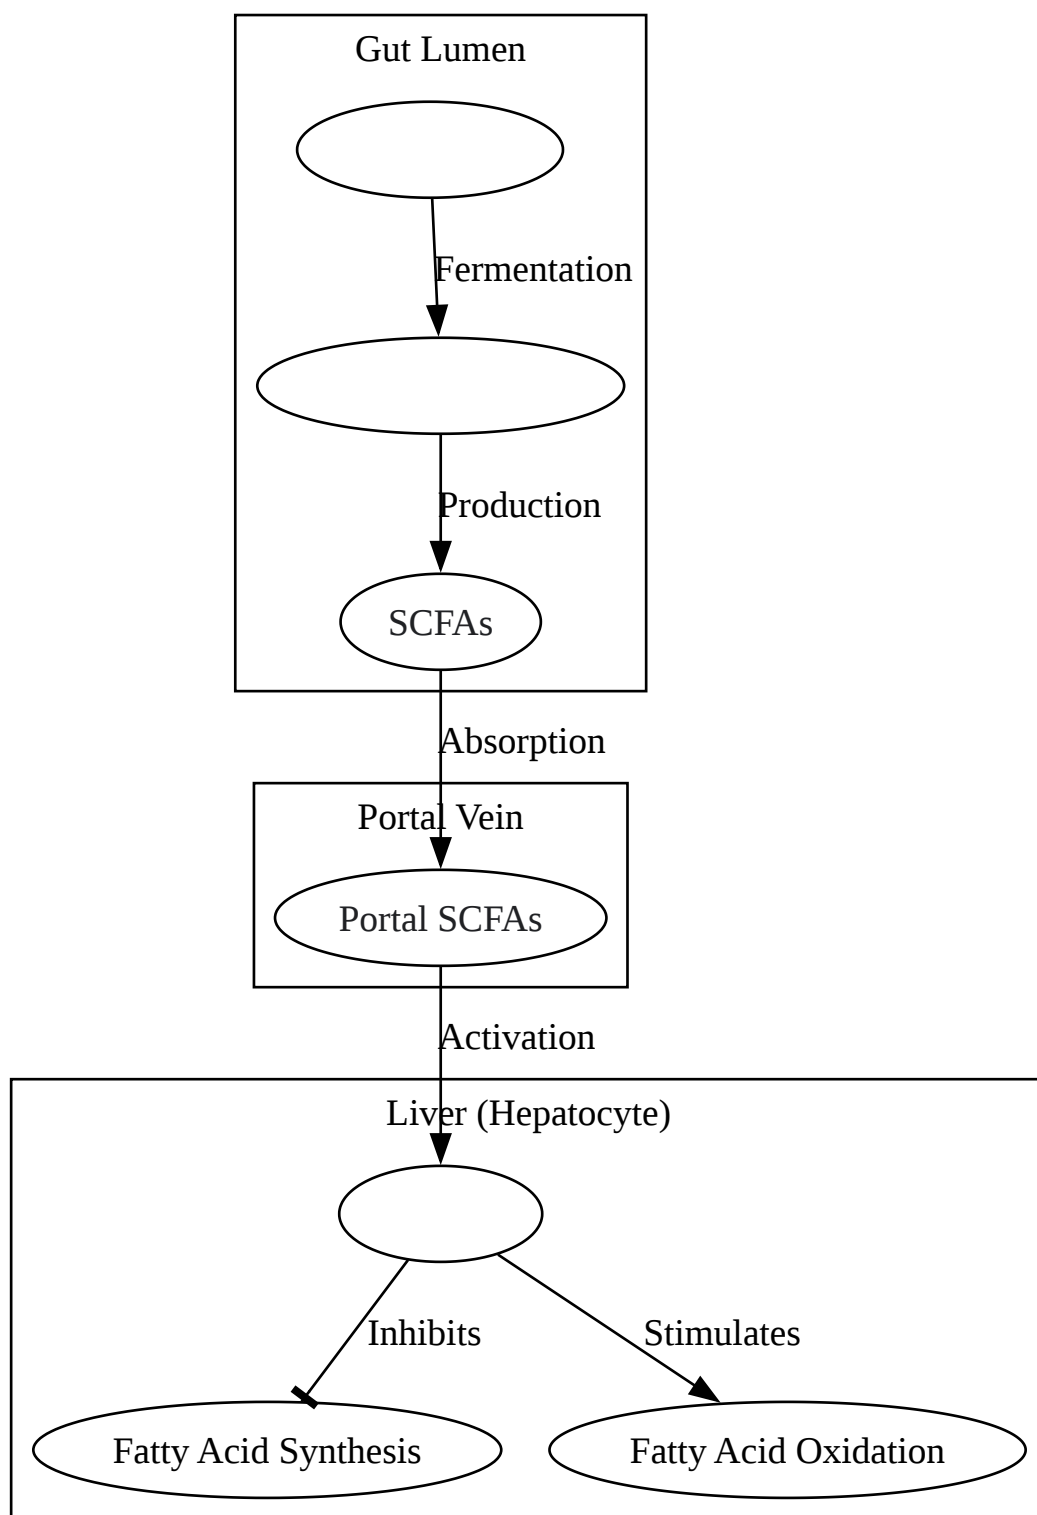 Gut Lumen
Fermentation
Production
SCFAs
Absorption
Portal Vein
Portal SCFAs
Activation
Liver (Hepatocyte)
Inhibits
Stimulates
Fatty Acid Synthesis
Fatty Acid Oxidation